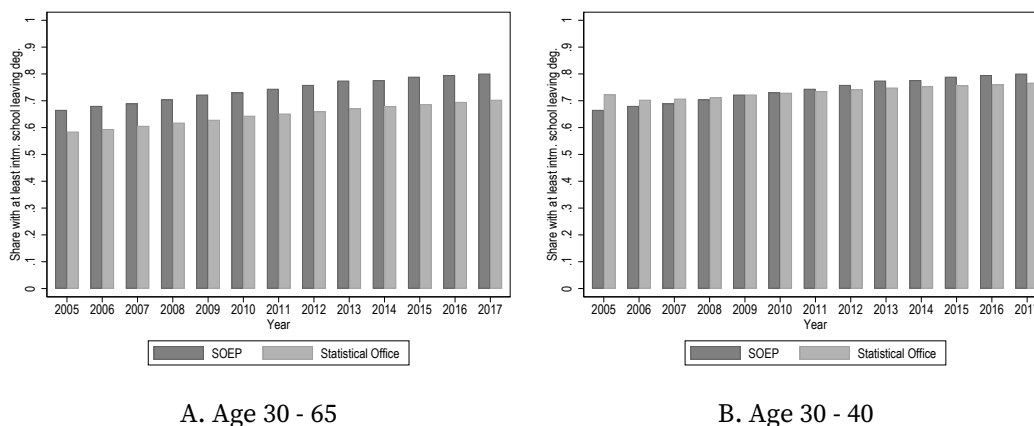 Share with at least intm. school leaving deg.
1
.9
.8
.7
.6
.5
.4
.3
.2
.1
0
2005 2006 2007 2008 2009 2010 2011 2012 2013 2014 2015 2016 2017
Year
SOEP Statistical Office
A. Age 30 - 65
Share with at least intm. school leaving deg.
1
.9
.8
.7
.6
.5
.4
.3
.2
.1
0
2005 2006 2007 2008 2009 2010 2011 2012 2013 2014 2015 2016 201
Year
SOEP Statistical Office
B. Age 30 - 40